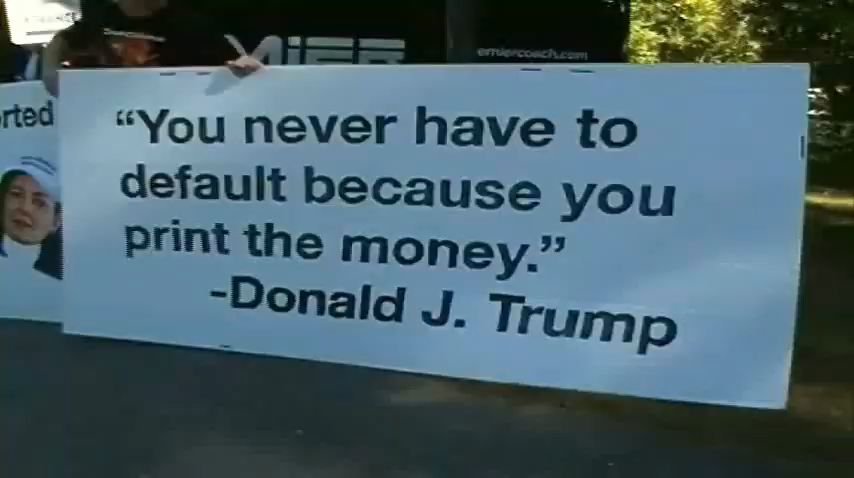 emiercoach.com
rted
“You never have to
default because you
print the money.”
-Donald J. Trump